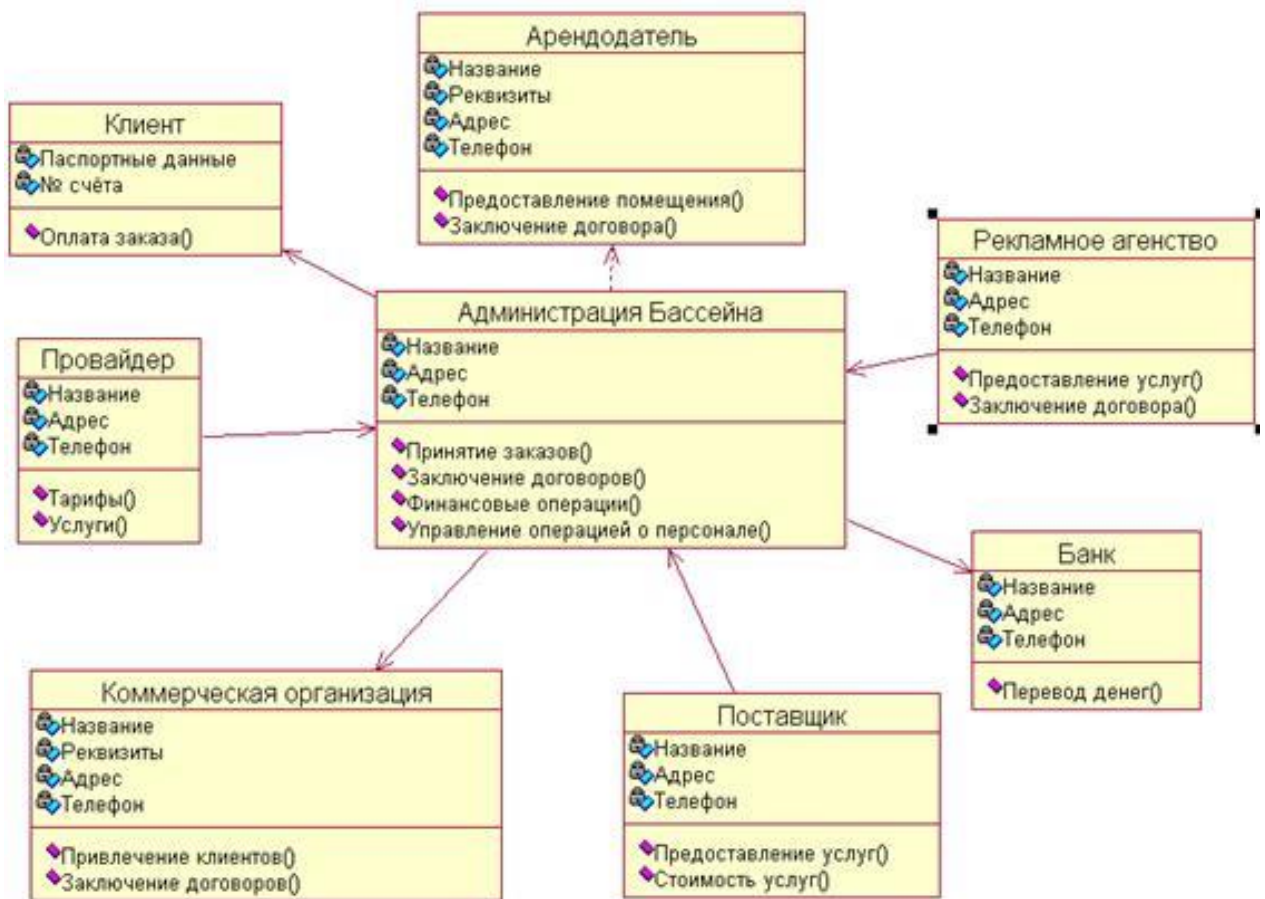 Арендодатель
Название
Реквизиты
Адрес
Телефон
Предоставление помещения()
Заключение договора()
Клиент
Паспортные данные
№ счёта
Оплата заказа()
Рекламное агенство
Название
Адрес
Телефон
Предоставление услуг()
Заключение договора()
Администрация Бассейна
Название
Адрес
Телефон
Принятие заказов()
Заключение договоров()
Финансовые операции()
Управление операцией о персонале()
Провайдер
Название
Адрес
Телефон
Тарифы()
Услуги()
Банк
Название
Адрес
Телефон
Перевод денег()
Коммерческая организация
Название
Реквизиты
Адрес
Телефон
Привлечение клиентов()
Заключение договоров()
Поставщик
Название
Адрес
Телефон
Предоставление услуг()
Стоимость услуг()